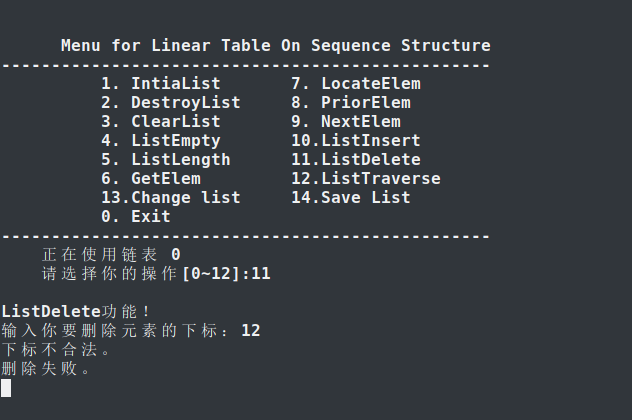 Menu for Linear Table On Sequence Structure
-------------------------------------------------
1. IntiaList 7. LocateElem
2. DestroyList 8. PriorElem
3. ClearList 9. NextElem
4. ListEmpty 10.ListInsert
5. ListLength 11.ListDelete
6. GetElem 12.ListTraverse
13.Change list 14.Save List
0. Exit
-------------------------------------------------
正在使用链表 0
请选择你的操作[0~12]:11
ListDelete功能！
输入你要删除元素的下标：12
下标不合法。
删除失败。